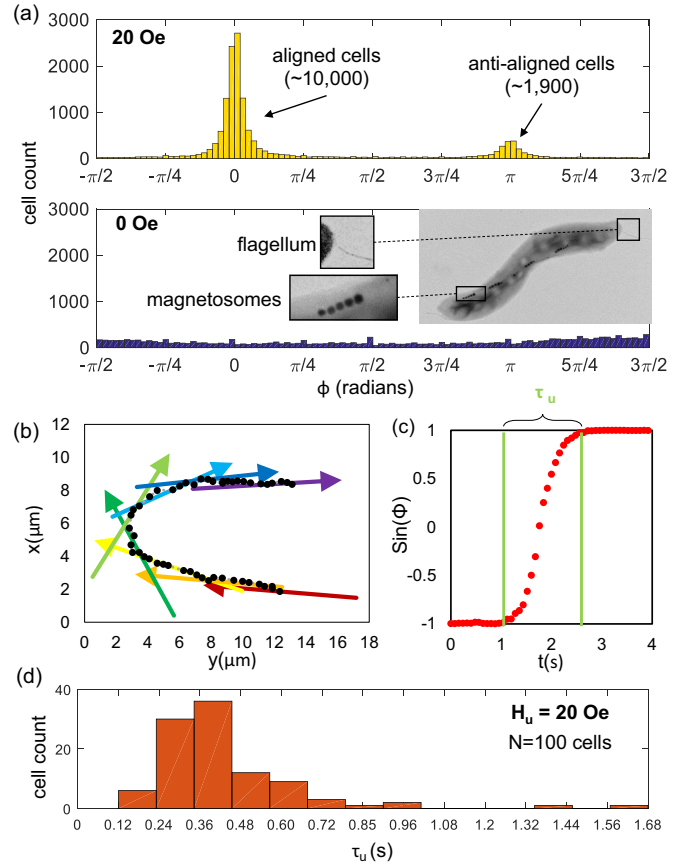 (a)
20 Oe
3000
2000
1000
0
aligned cells
(~10,000)
anti-aligned cells
(~1,900)
-π/2 -π/4 0 π/4 π/2 3π/4 π 5π/4 3π/2
cell count
0 Oe
3000
2000
1000
0
flagellum
magnetosomes
-π/2 -π/4 0 π/4 π/2 3π/4 π 5π/4 3π/2
ϕ (radians)
(b)
12
10
8
6
4
2
0
x(μm)
0 2 4 6 8 10 12 14 16 18
y(μm)
(c)
τ u
1
0.5
0
-0.5
-1
Sin(Φ)
0 1 2 3 4
t(s)
(d)
40
20
0
cell count
Hu = 20 Oe
N=100 cells
0 0.12 0.24 0.36 0.48 0.60 0.72 0.84 0.96 1.08 1.2 1.32 1.44 1.56 1.68
τu(s)